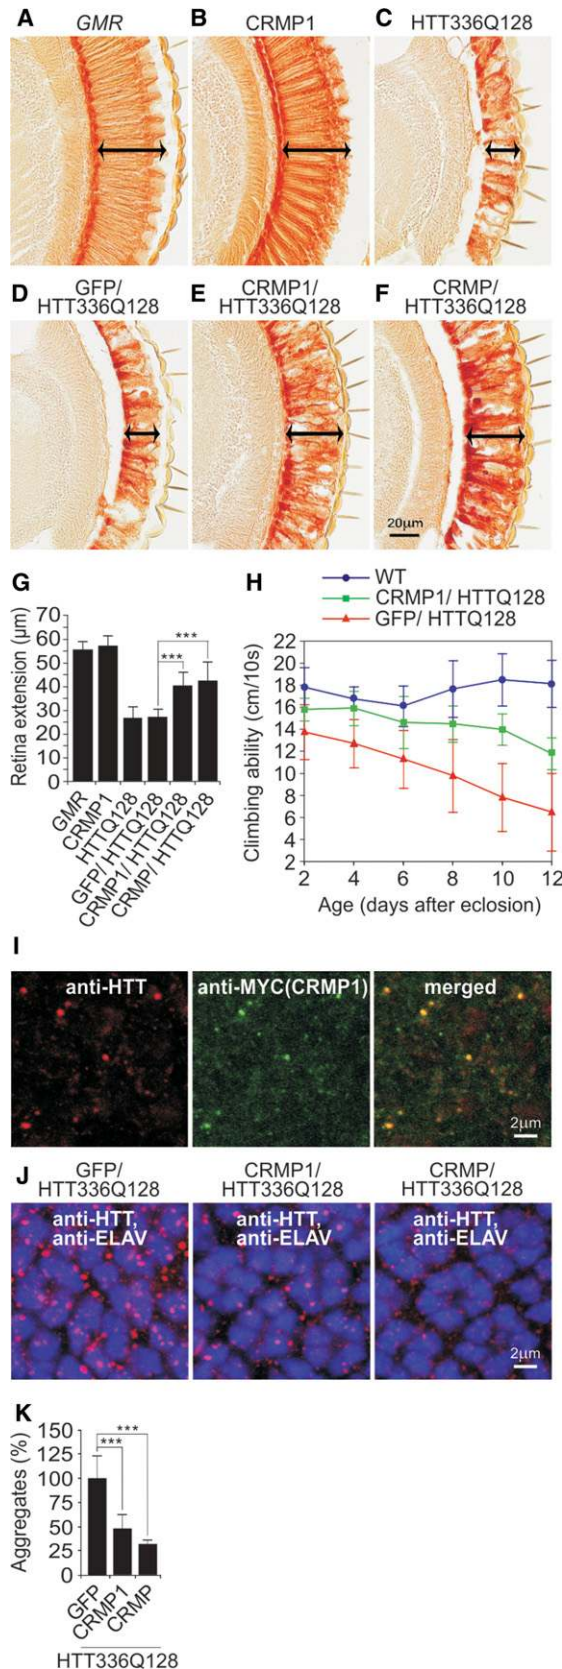 A GMR
B CRMP1
C HTT336Q128
D GFP/
HTT336Q128
E CRMP1/
HTT336Q128
F CRMP/
HTT336Q128
20µm
G
Retina extension (µm)
70
60
50
40
30
20
10
0
***
***
GMR
CRMP1
HTTQ128
GFP/ HTTQ128
CRMP1/ HTTQ128
CRMP/ HTTQ128
H
WT
CRMP1/ HTTQ128
GFP/ HTTQ128
Climbing ability (cm/10s)
22
20
18
16
14
12
10
8
6
4
2
2 4 6 8 10 12
Age (days after eclosion)
I
anti-HTT
anti-MYC(CRMP1)
merged
2µm
J
GFP/
HTT336Q128
CRMP1/
HTT336Q128
CRMP/
HTT336Q128
anti-HTT,
anti-ELAV
anti-HTT,
anti-ELAV
anti-HTT,
anti-ELAV
2µm
K
Aggregates (%)
150
125
100
75
50
25
0
***
***
GFP
CRMP1
CRMP
HTT336Q128